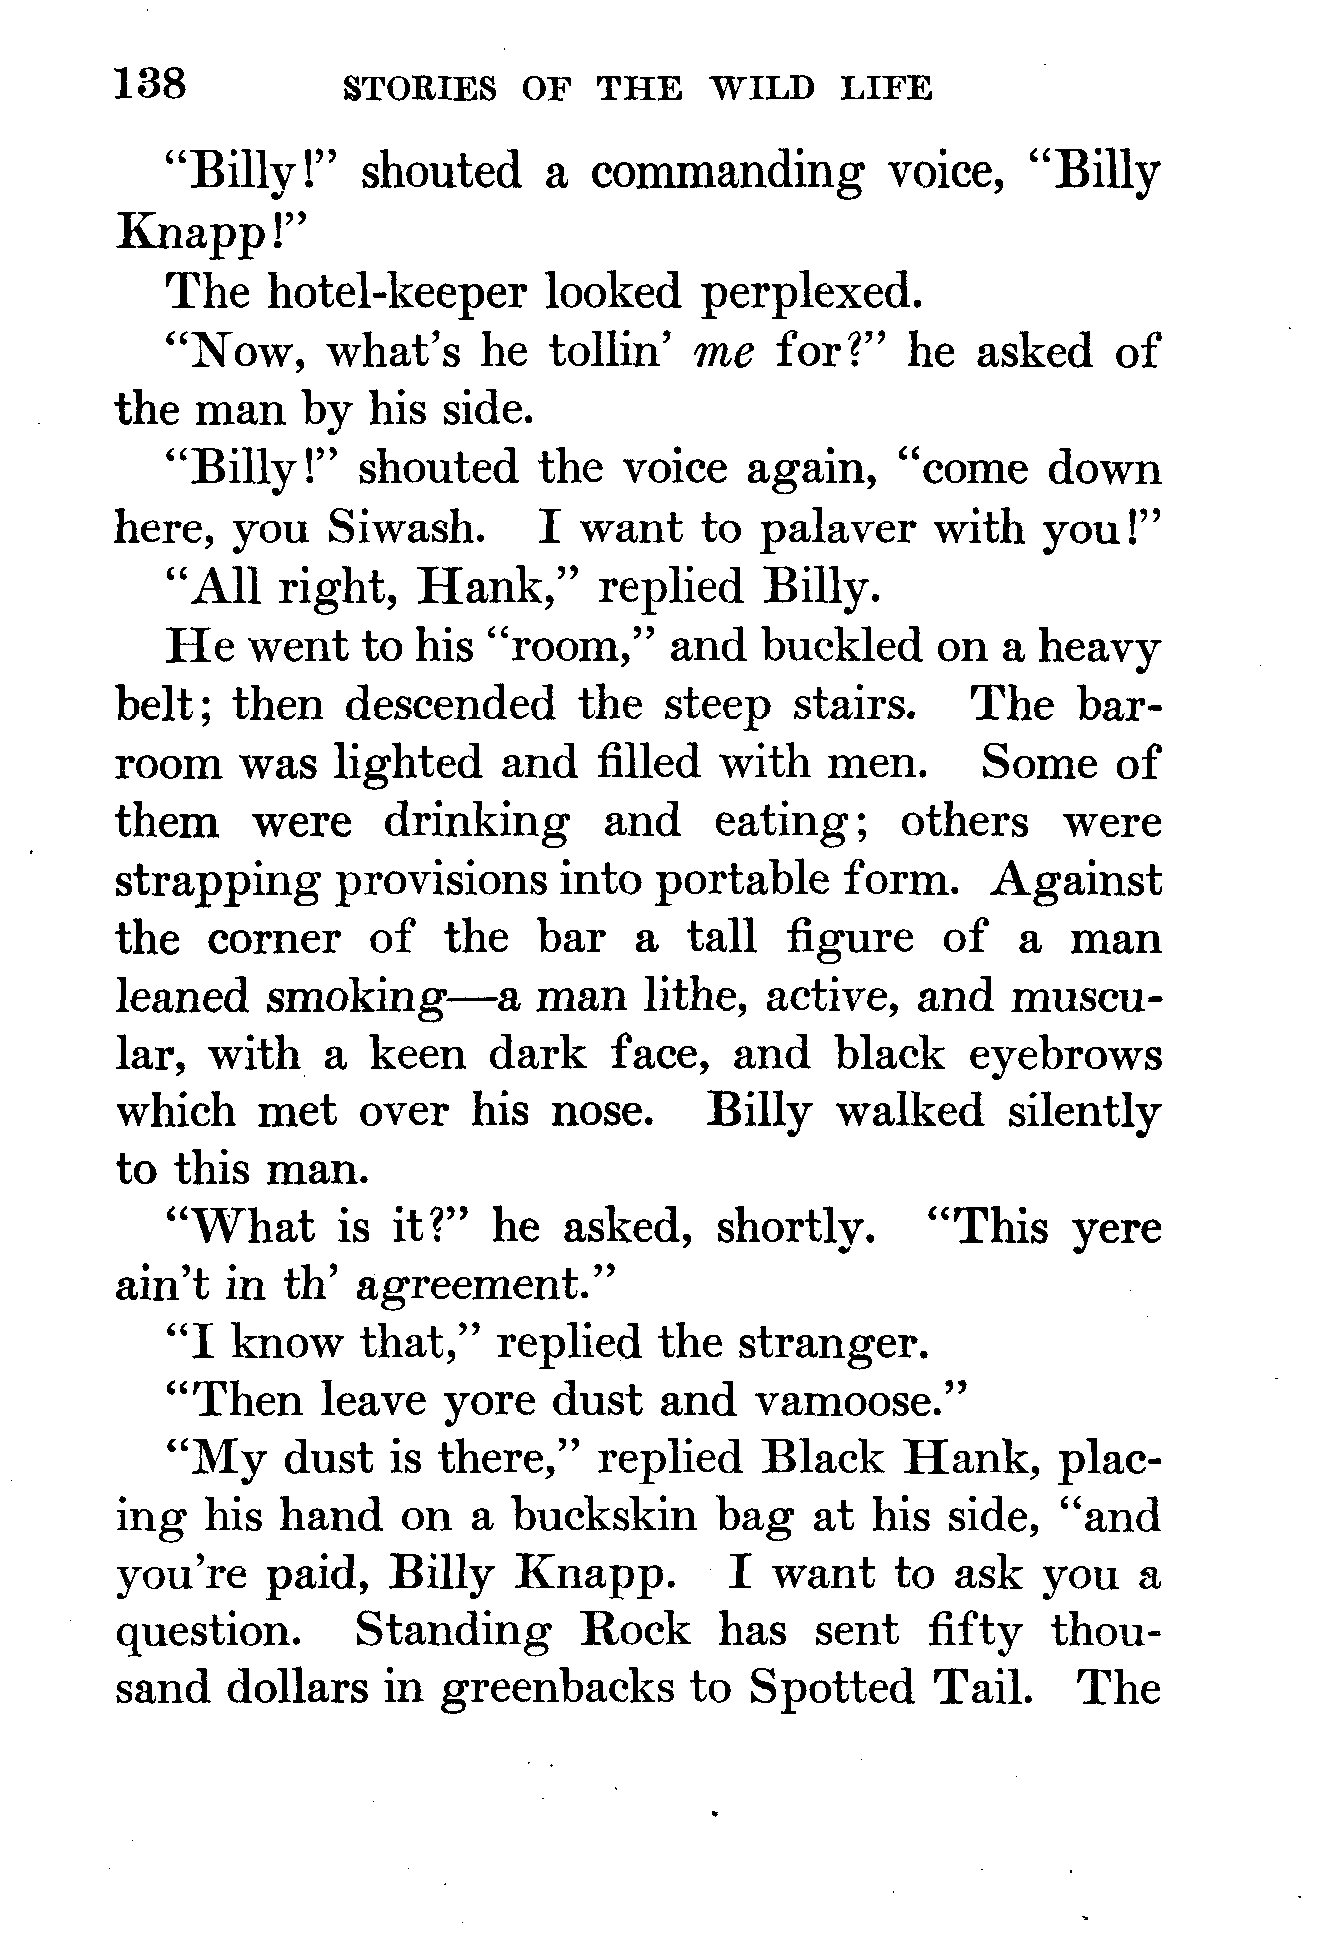 138 STORIES OF THE WILD LIFE
“Billy!” shouted a commanding voice, “Billy
Knapp!”
The hotel-keeper looked perplexed.
“Now, what’s he tollin’ me for?” he asked of
the man by his side.
“Billy!” shouted the voice again, “come down
here, you Siwash. I want to palaver with you!”
“All right, Hank,” replied Billy.
He went to his “room,” and buckled on a heavy
belt; then descended the steep stairs. The bar-
room was lighted and filled with men. Some of
them were drinking and eating; others were
strapping provisions into portable form. Against
the corner of the bar a tall figure of a man
leaned smoking—a man lithe, active, and muscu-
lar, with a keen dark face, and black eyebrows
which met over his nose. Billy walked silently
to this man.
“What is it?” he asked, shortly. “This yere
ain’t in th’ agreement.”
“I know that,” replied the stranger.
“Then leave yore dust and vamoose.”
“My dust is there,” replied Black Hank, plac-
ing his hand on a buckskin bag at his side, “and
you’re paid, Billy Knapp. I want to ask you a
question. Standing Rock has sent fifty thou-
sand dollars in greenbacks to Spotted Tail. The